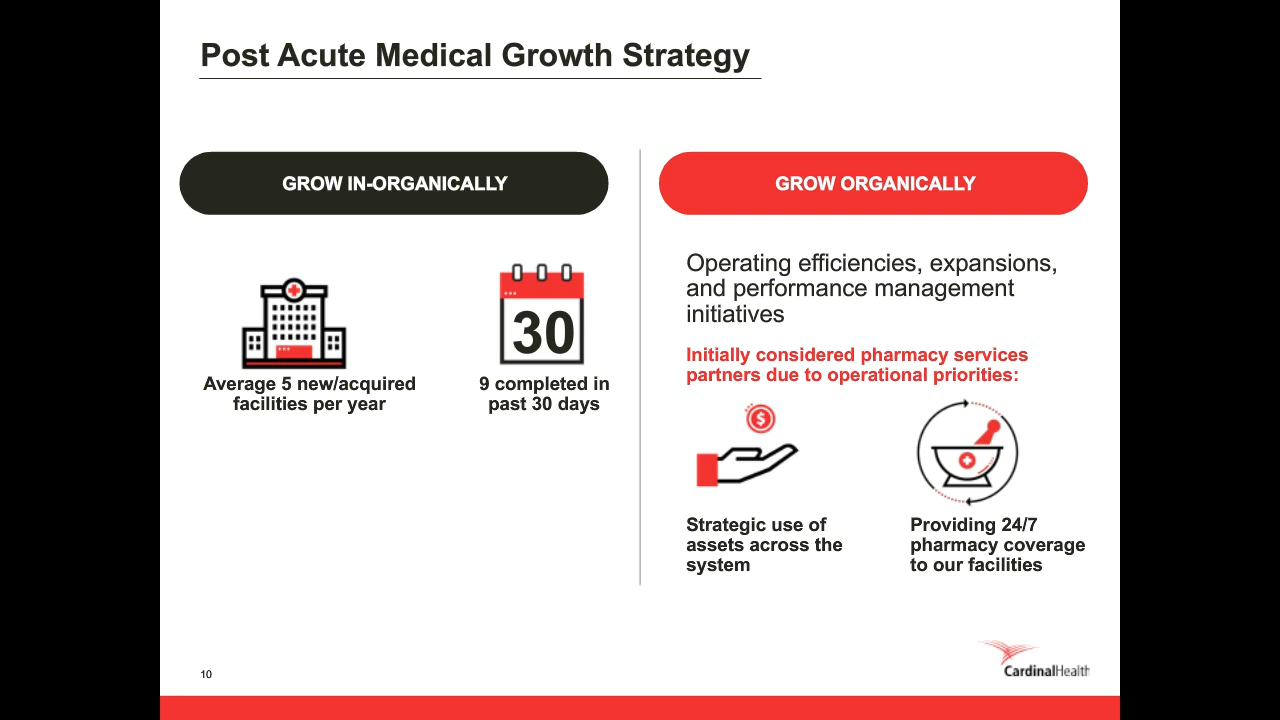 Post Acute Medical Growth Strategy
GROW IN-ORGANICALLY
30
Average 5 new/acquired
facilities per year
9 completed in
past 30 days
GROW ORGANICALLY
Operating efficiencies, expansions,
and performance management
initiatives
Initially considered pharmacy services
partners due to operational priorities:
$
Strategic use of
assets across the
system
Providing 24/7
pharmacy coverage
to our facilities
10
CardinalHealth